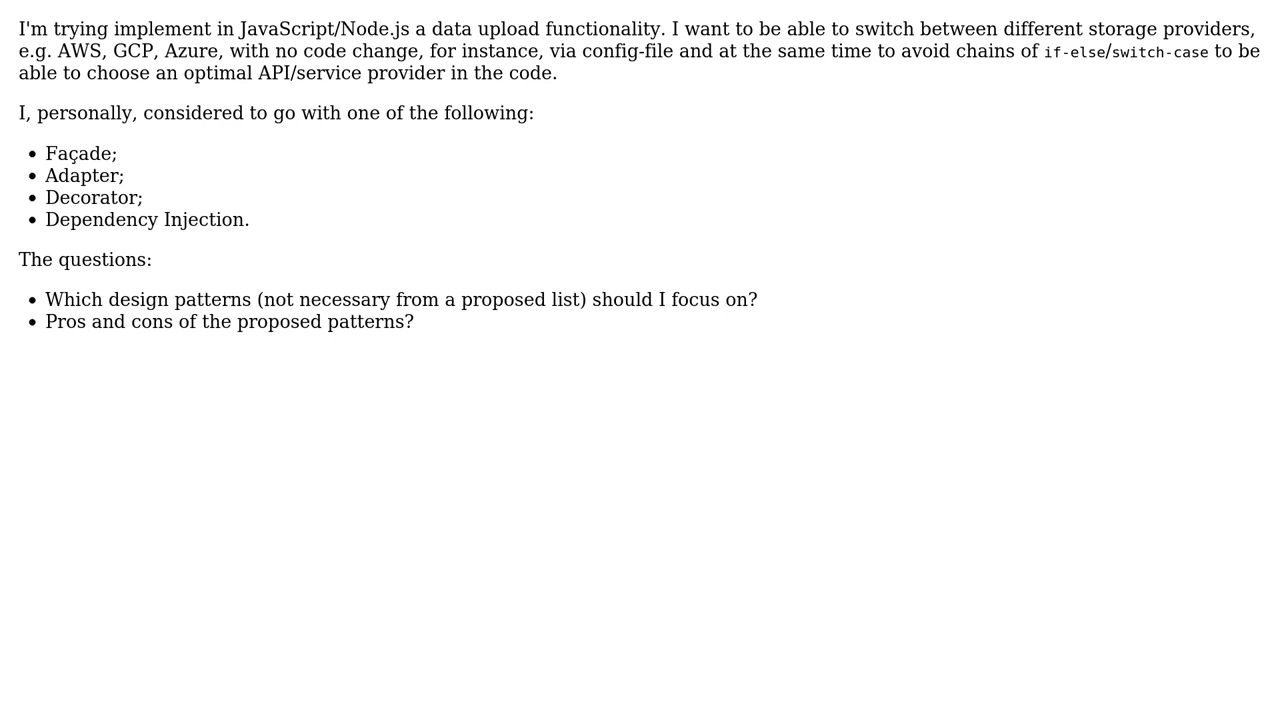 I'm trying implement in JavaScript/Node.js a data upload functionality. I want to be able to switch between different storage providers,
e.g. AWS, GCP, Azure, with no code change, for instance, via config-file and at the same time to avoid chains of if-else/switch-case to be
able to choose an optimal API/service provider in the code.
I, personally, considered to go with one of the following:
• Façade;
• Adapter;
• Decorator;
• Dependency Injection.
The questions:
• Which design patterns (not necessary from a proposed list) should I focus on?
• Pros and cons of the proposed patterns?